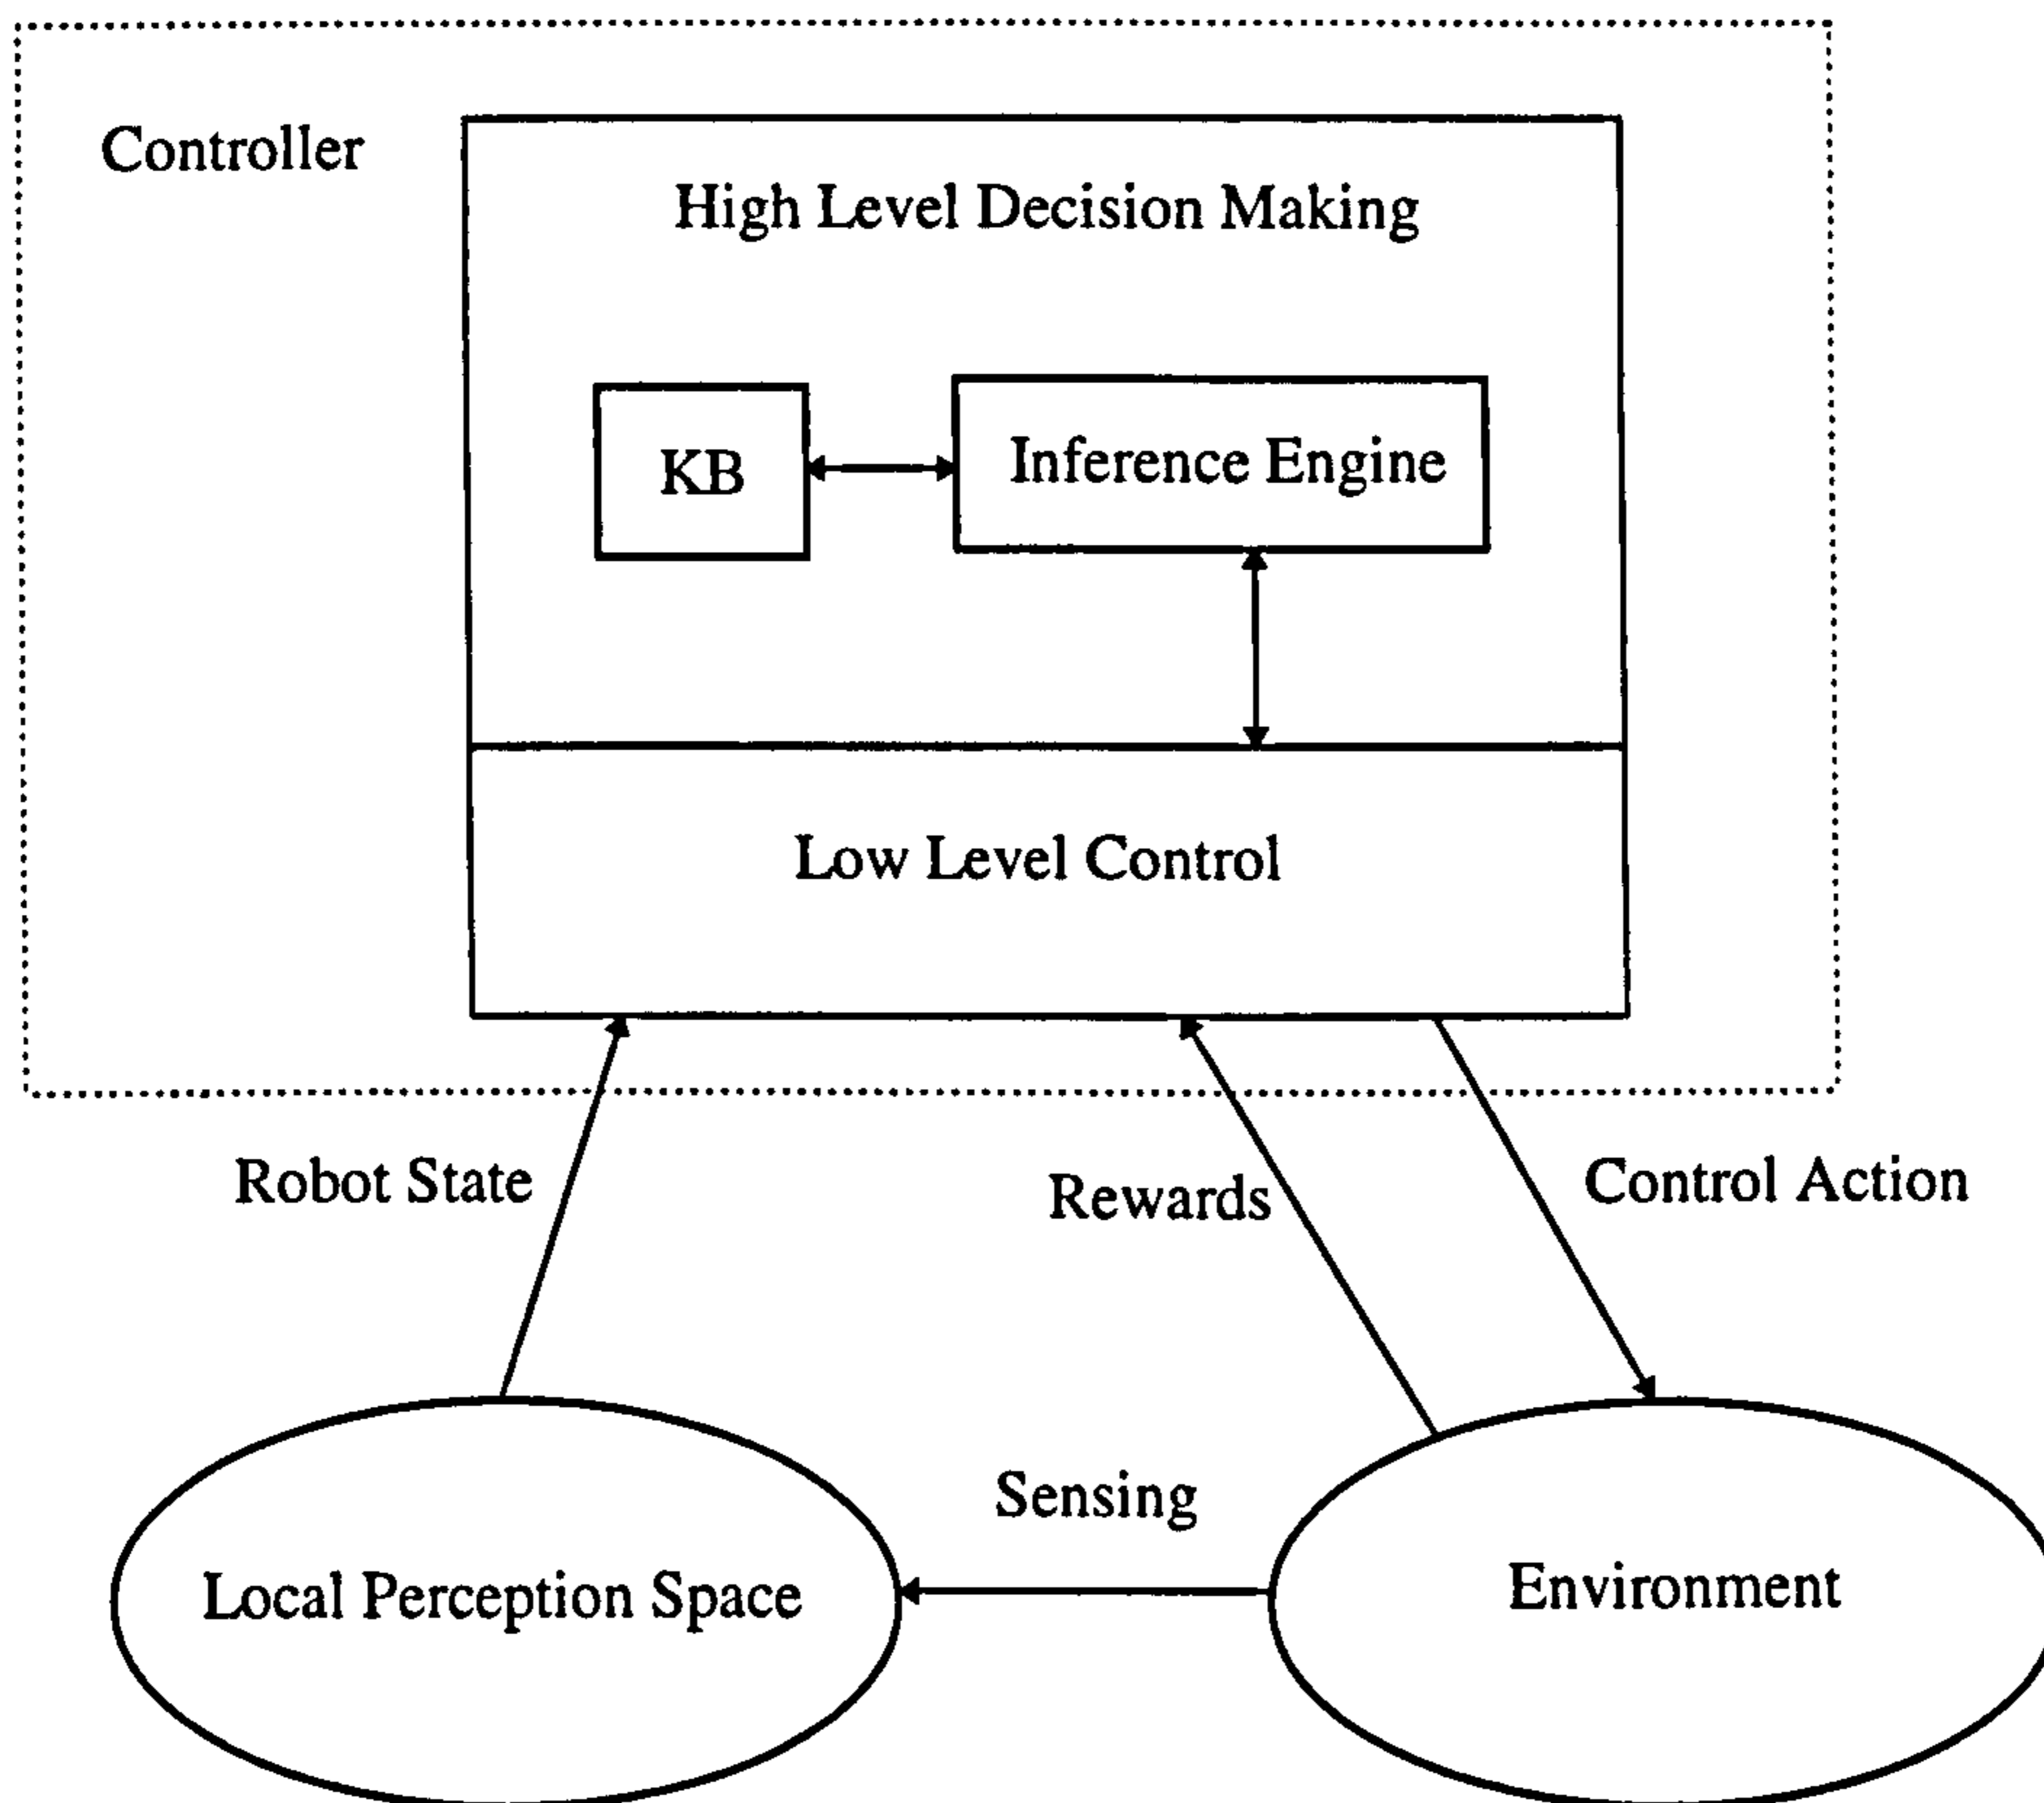 Controller
High Level Decision Making
KB
Inference Engine
Low Level Control
Robot State
Rewards
Control Action
Sensing
Local Perception Space
Environment